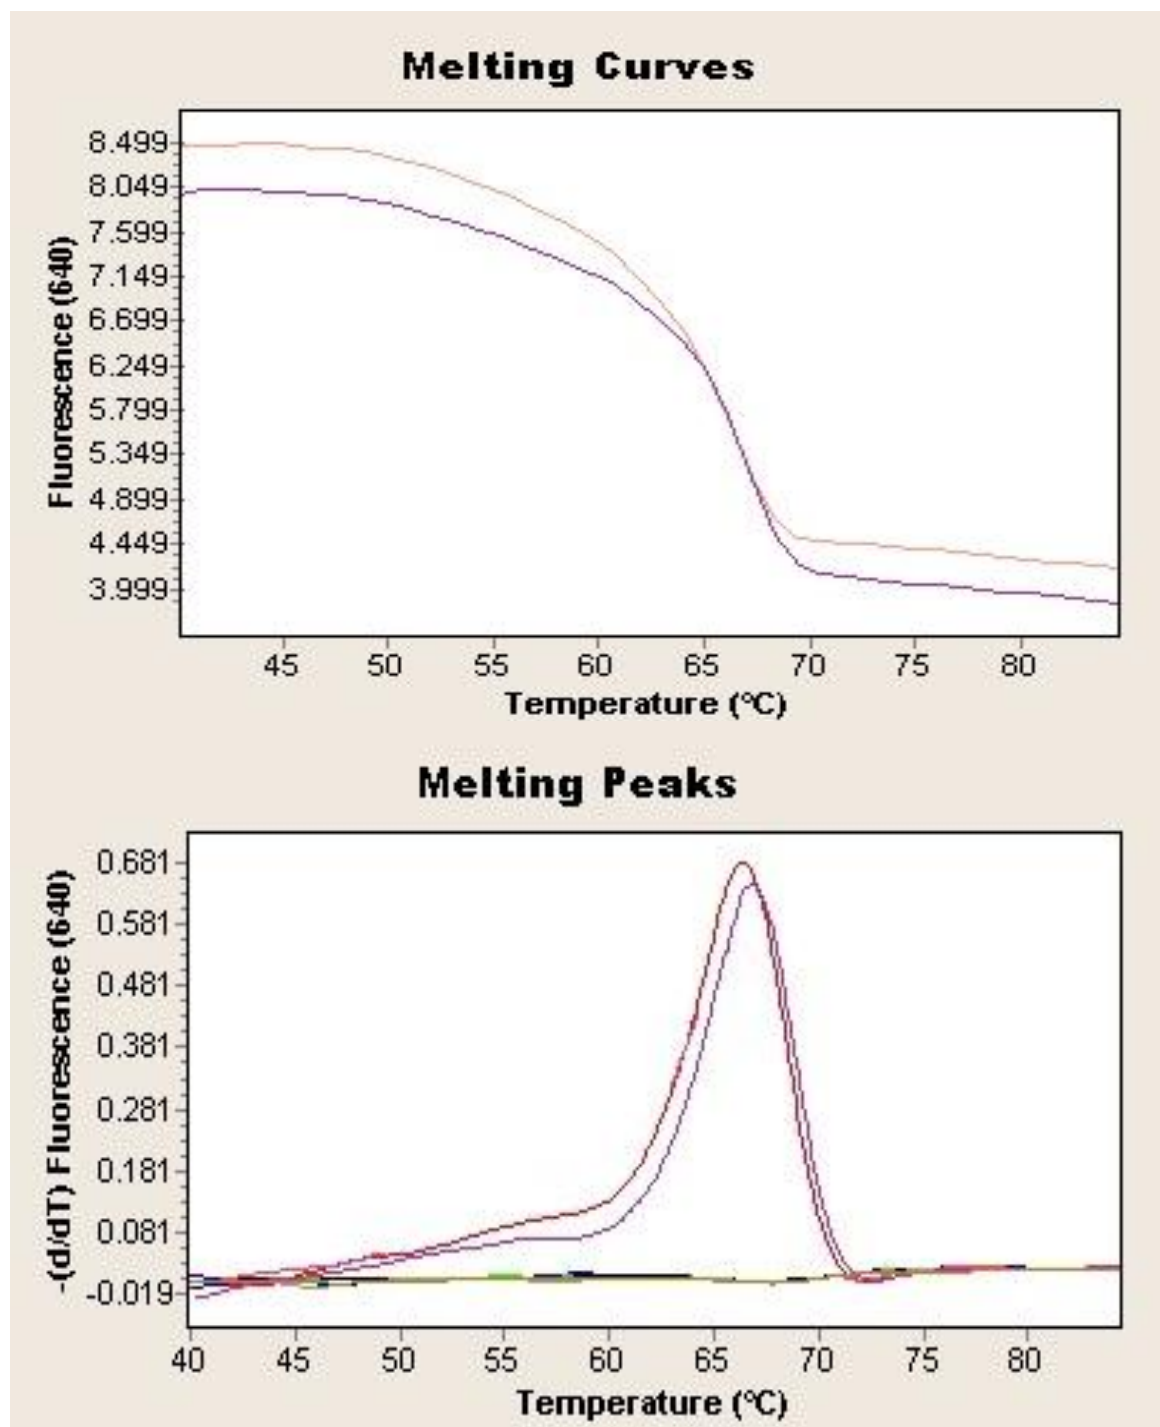 Melting Curves
8.499
8.049
7.599
7.149
6.699
6.249
5.799
5.349
4.899
4.449
3.999
Fluorescence (640)
45 50 55 60 65 70 75 80
Temperature (°C)
Melting Peaks
0.681
0.581
0.481
0.381
0.281
0.181
0.081
-0.019
-(d/dT) Fluorescence (640)
40 45 50 55 60 65 70 75 80
Temperature (°C)